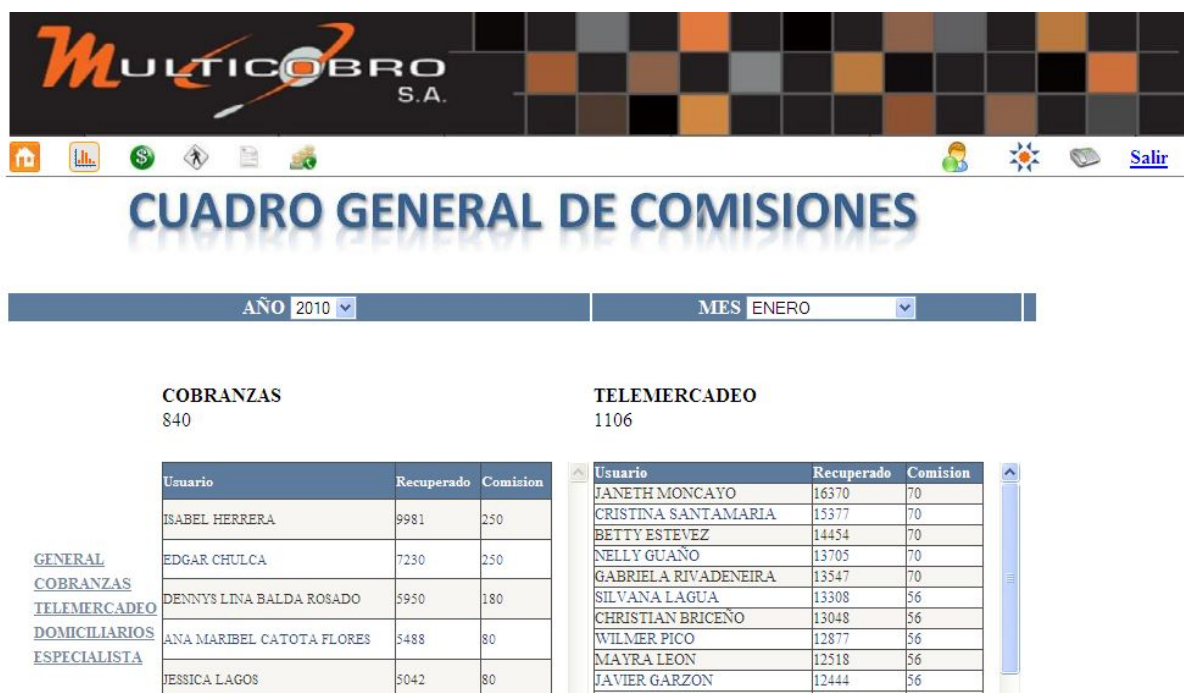 MULTICOBRO
S.A.
Salir
CUADRO GENERAL DE COMISIONES
AÑO 2010 MES ENERO
COBRANZAS
840
TELEMERCADEO
1106
GENERAL
COBRANZAS
TELEMERCADEO
DOMICILIARIOS
ESPECIALISTA
Usuario Recuperado Comision
ISABEL HERRERA 9981 250
EDGAR CHULCA 7230 250
DENNYS LINA BALDA ROSADO 5950 180
ANA MARIBEL CATOTA FLORES 5488 80
JESSICA LAGOS 5042 80
Usuario Recuperado Comision
JANETH MONCAYO 16370 70
CRISTINA SANTAMARIA 15377 70
BETTY ESTEVEZ 14454 70
NELLY GUAÑO 13705 70
GABRIELA RIVADENEIRA 13547 70
SILVANA LAGUA 13308 56
CHRISTIAN BRICEÑO 13048 56
WILMER PICO 12877 56
MAYRA LEON 12518 56
JAVIER GARZON 12444 56